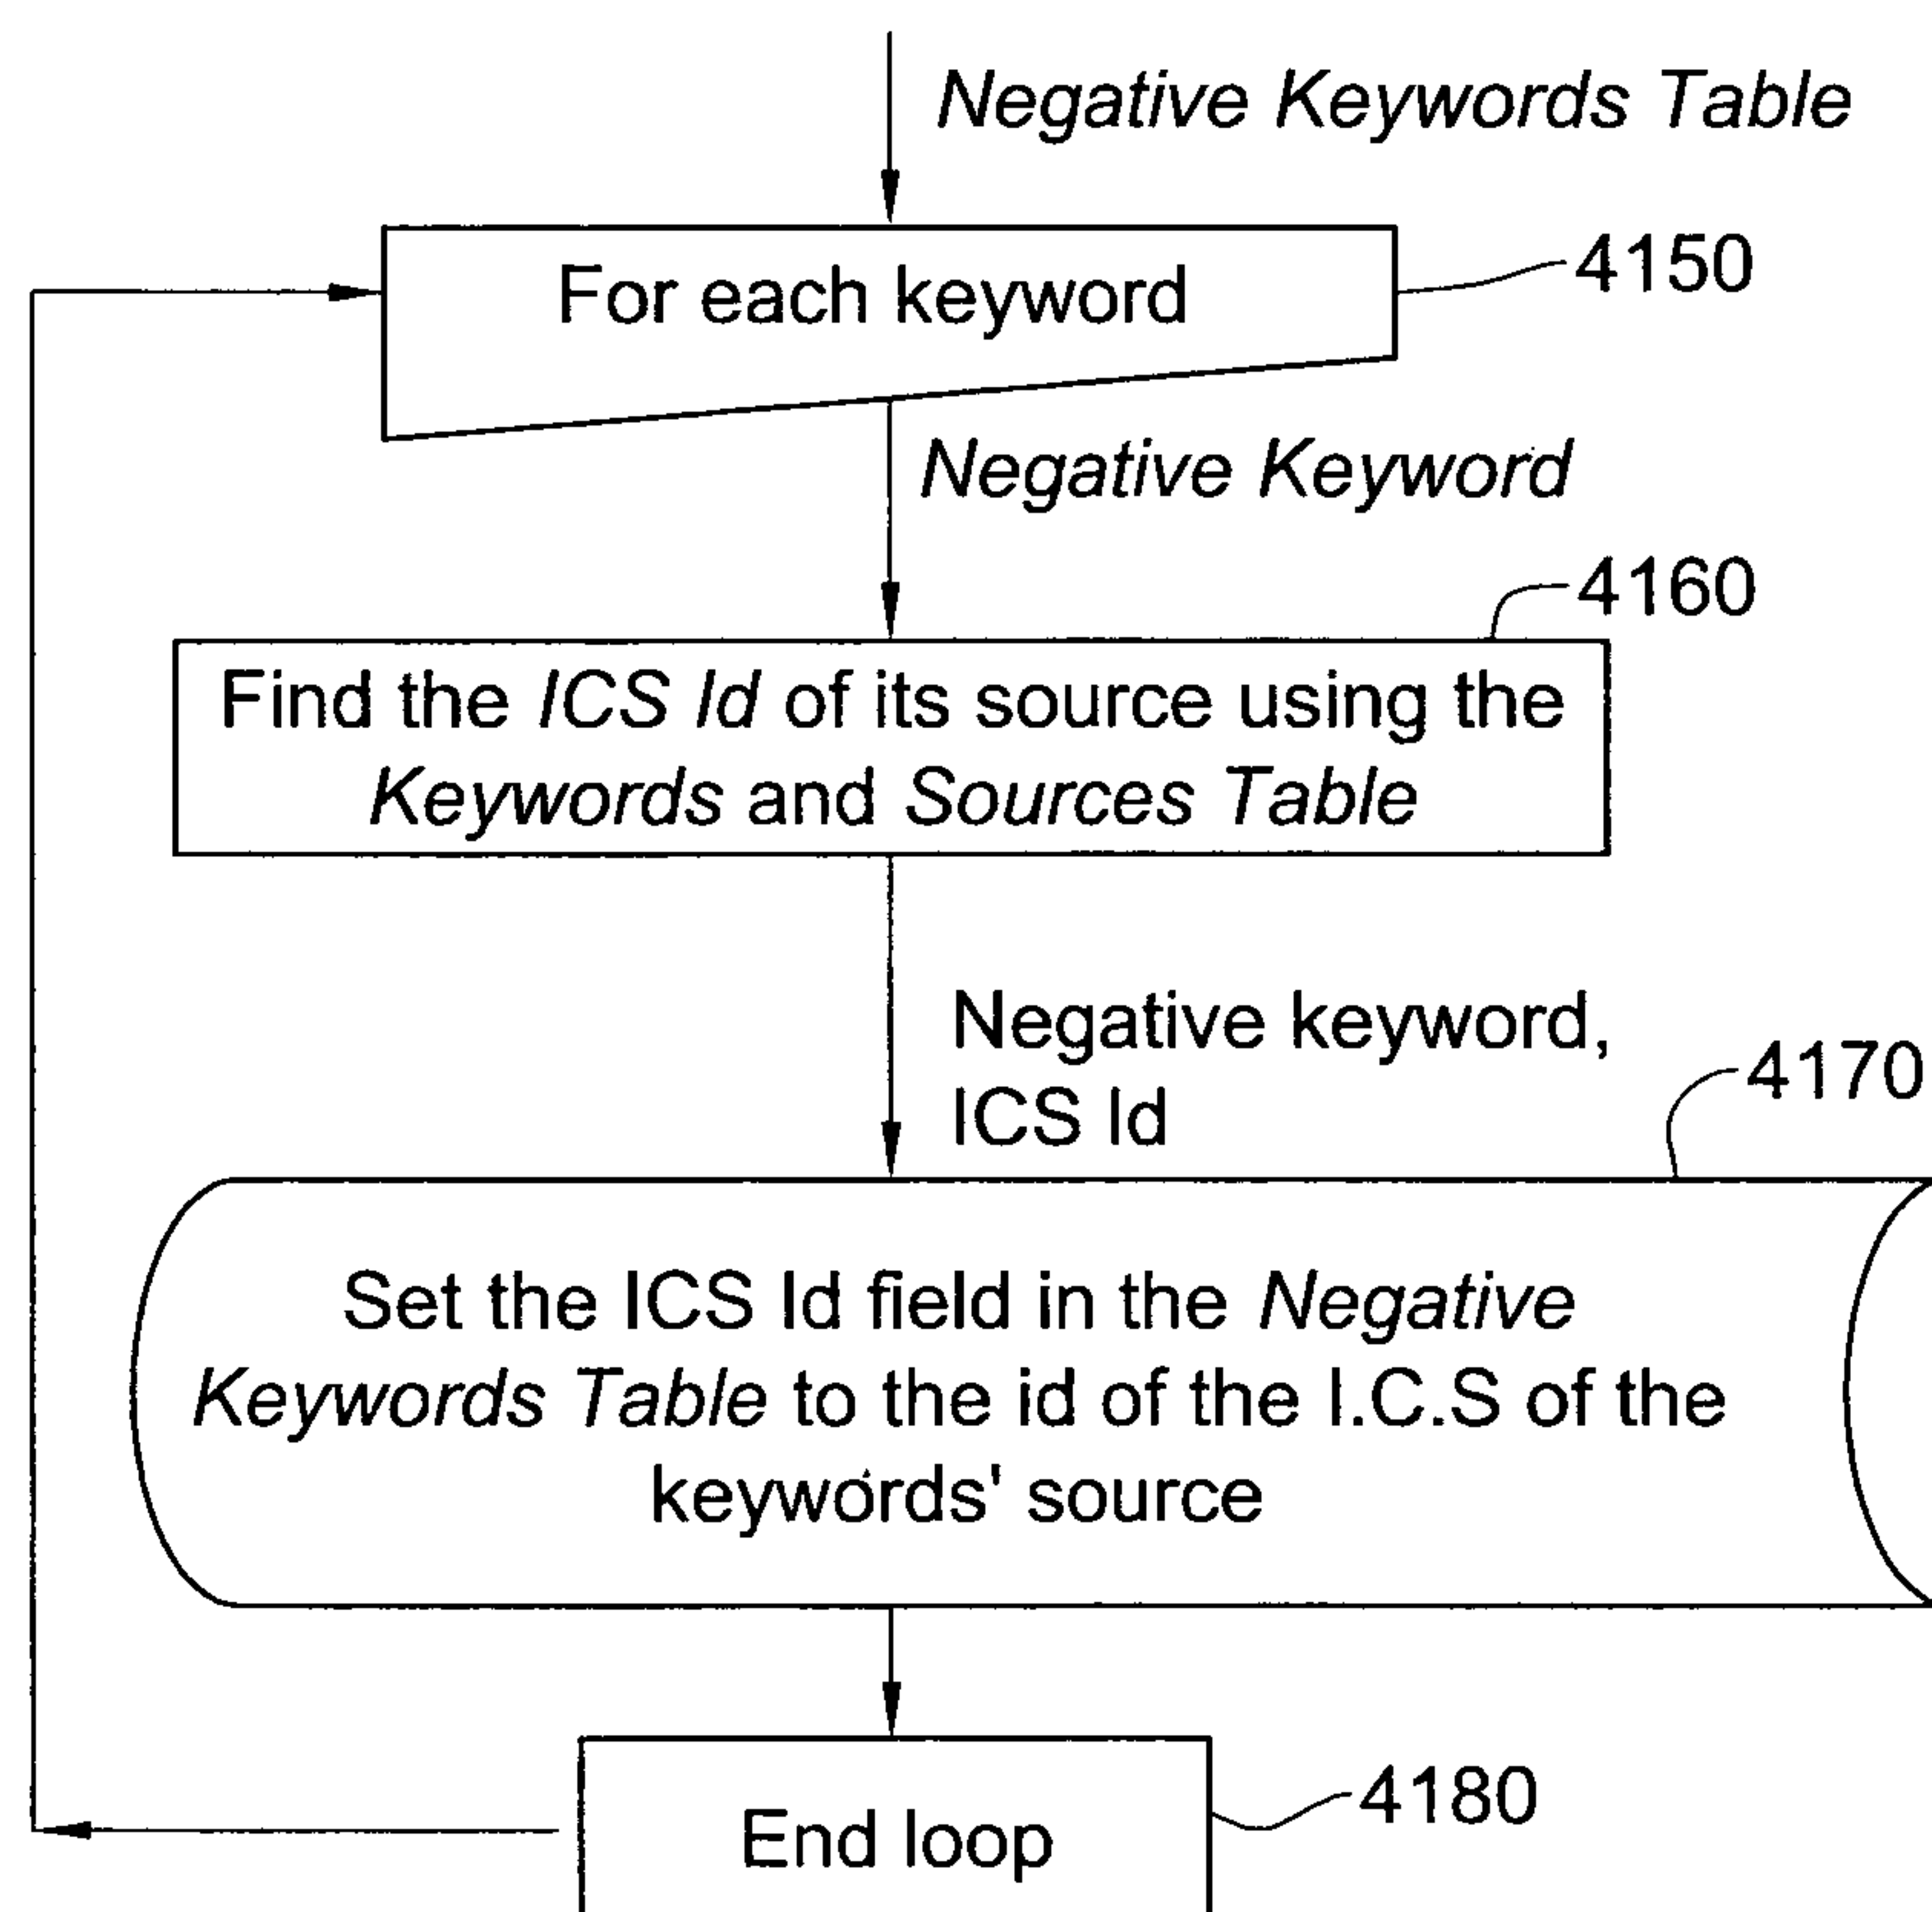 Negative Keywords Table
For each keyword
4150
Negative Keyword
4160
Find the ICS Id of its source using the
Keywords and Sources Table
Negative keyword,
ICS Id
4170
Set the ICS Id field in the Negative
Keywords Table to the id of the I.C.S of the
keywords' source
4180
End loop